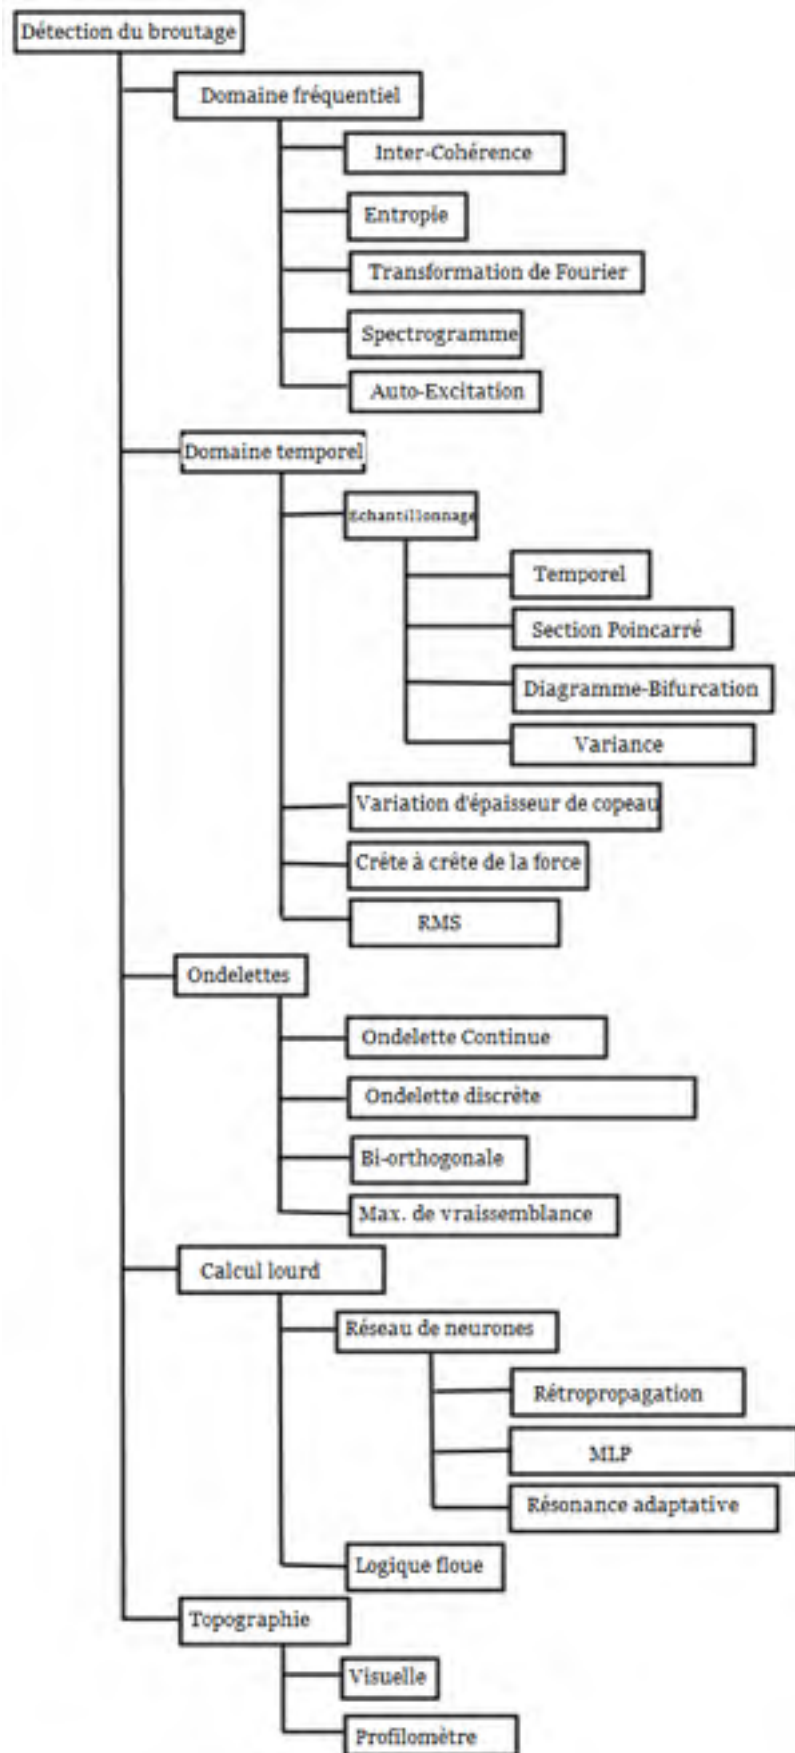 Détection du broutage
Domaine fréquentiel
Inter-Cohérence
Entropie
Transformation de Fourier
Spectrogramme
Auto-Excitation
Domaine temporel
Echantillonnage
Temporel
Section Poincarré
Diagramme-Bifurcation
Variance
Variation d'épaisseur de copeau
Crête à crête de la force
RMS
Ondelettes
Ondelette Continue
Ondelette discrète
Bi-orthogonale
Max. de vraissemblance
Calcul lourd
Réseau de neurones
Rétropropagation
MLP
Résonance adaptative
Logique floue
Topographie
Visuelle
Profilomètre